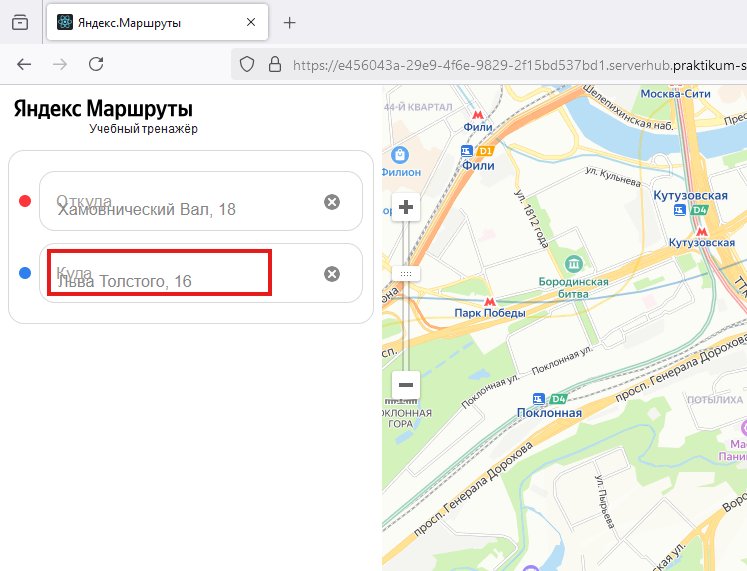 Яндекс.Маршруты
https://e456043a-29e9-4f6e-9829-2f15bd537bd1.serverhub.praktikum-s
Яндекс Маршруты
Учебный тренажёр
Откуда
Хамовнический Вал, 18
Куда
Льва Толстого, 16
44-Й КВАРТАЛ
Фили
D1
Фили
Филион
Шелепихинская наб.
Москва-Сити
ул. Кульнева
Кутузовская
D4
Кутузовская
ул. 1812 года
Бородинская
битва
Парк Победы
Поклонная ул.
Поклонная ул.
D4
Поклонная
ПОКЛОННАЯ
ГОРА
просп. Генерала Дорохова
просп. Генерала Дорохова
ПОТЫЛИХА
ул. Пырьева
ТТК